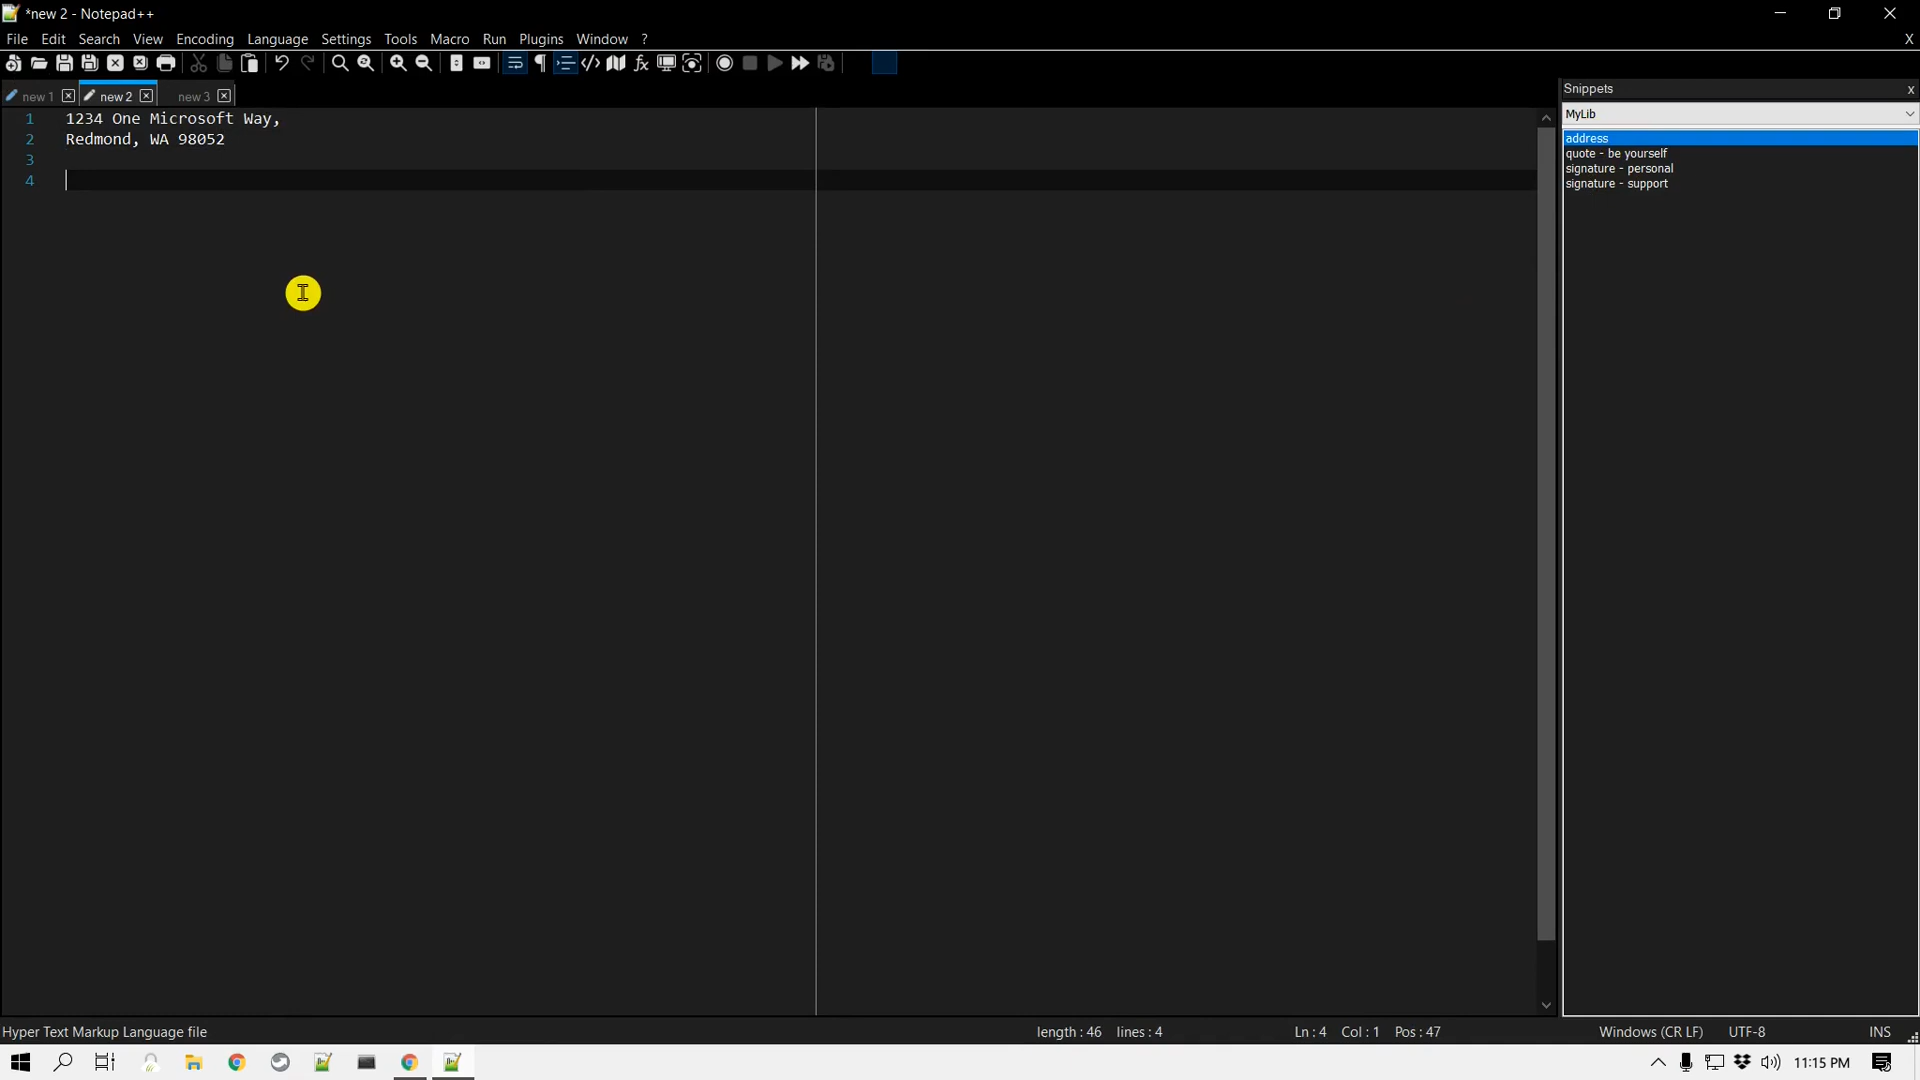 *new 2 - Notepad++
File Edit Search View Encoding Language Settings Tools Macro Run Plugins Window ? X
new 1 new 2 new 3
1 1234 One Microsoft Way,
2 Redmond, WA 98052
3
4
Snippets x
MyLib
address
quote - be yourself
signature - personal
signature - support
Hyper Text Markup Language file length : 46 lines : 4 Ln : 4 Col : 1 Pos : 47 Windows (CR LF) UTF-8 INS
11:15 PM